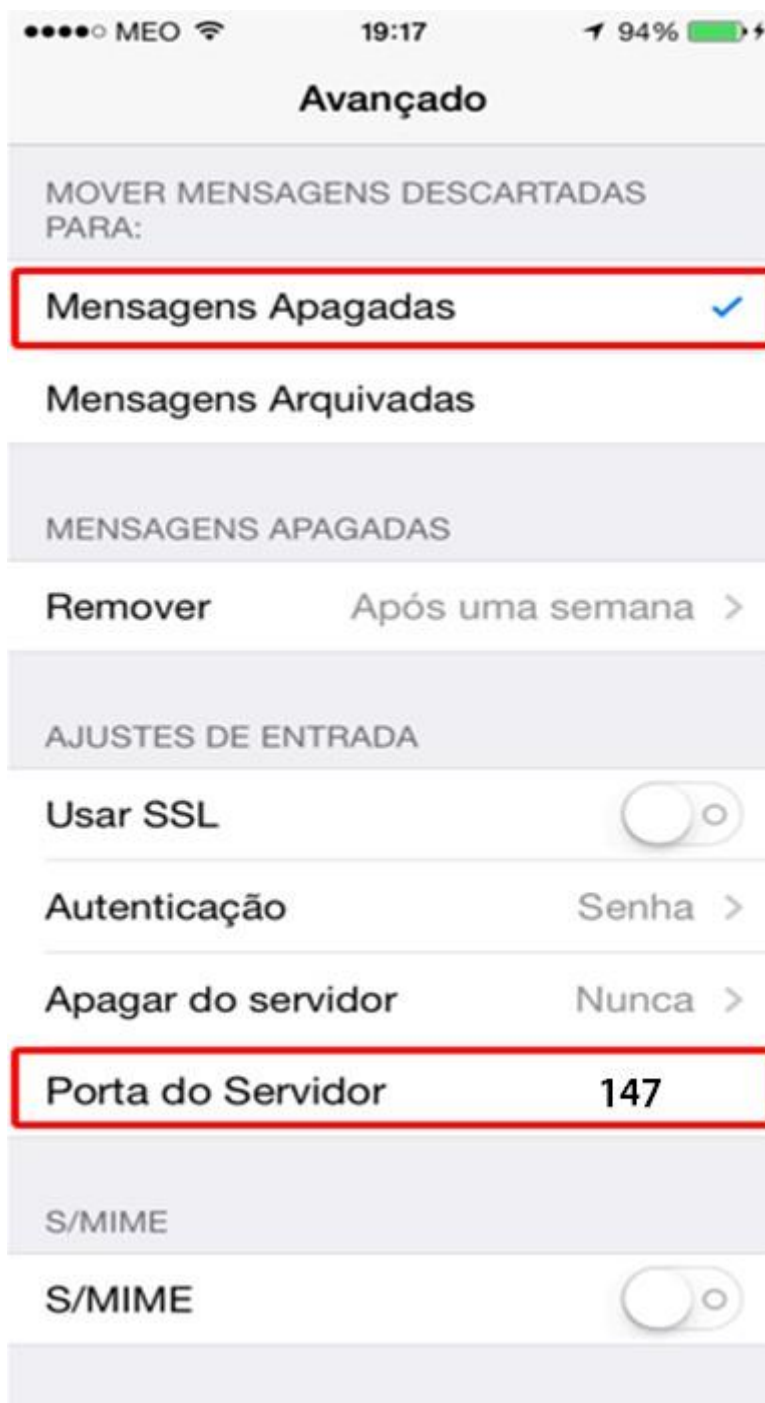 MEO 19:17 94%
Avançado
MOVER MENSAGENS DESCARTADAS
PARA:
Mensagens Apagadas
Mensagens Arquivadas
MENSAGENS APAGADAS
Remover Após uma semana >
AJUSTES DE ENTRADA
Usar SSL
Autenticação Senha >
Apagar do servidor Nunca >
Porta do Servidor 147
S/MIME
S/MIME